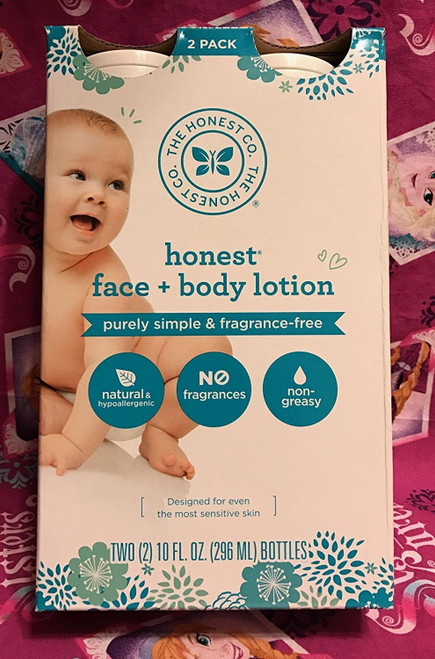 2 PACK
THE HONEST CO. THE HONEST CO.
®
honest®
face + body lotion
purely simple & fragrance-free
natural &
hypoallergenic
NO
fragrances
non-
greasy
[ Designed for even
the most sensitive skin ]
TWO (2) 10 FL. OZ. (296 ML) BOTTLES
sisters